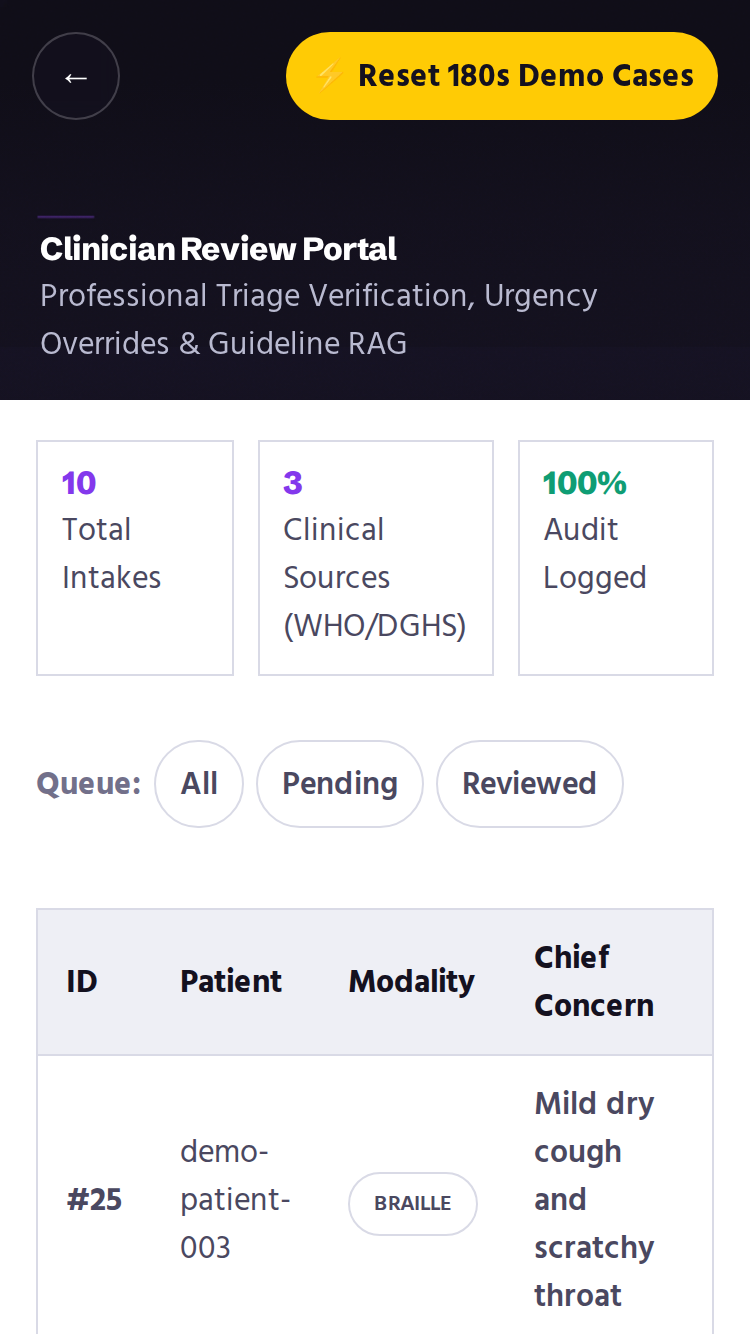 ←
⚡ Reset 180s Demo Cases
Clinician Review Portal
Professional Triage Verification, Urgency
Overrides & Guideline RAG
10
Total
Intakes
3
Clinical
Sources
(WHO/DGHS)
100%
Audit
Logged
Queue: All Pending Reviewed
ID Patient Modality Chief
Concern
#25
demo-
patient-
003
BRAILLE
Mild dry
cough
and
scratchy
throat